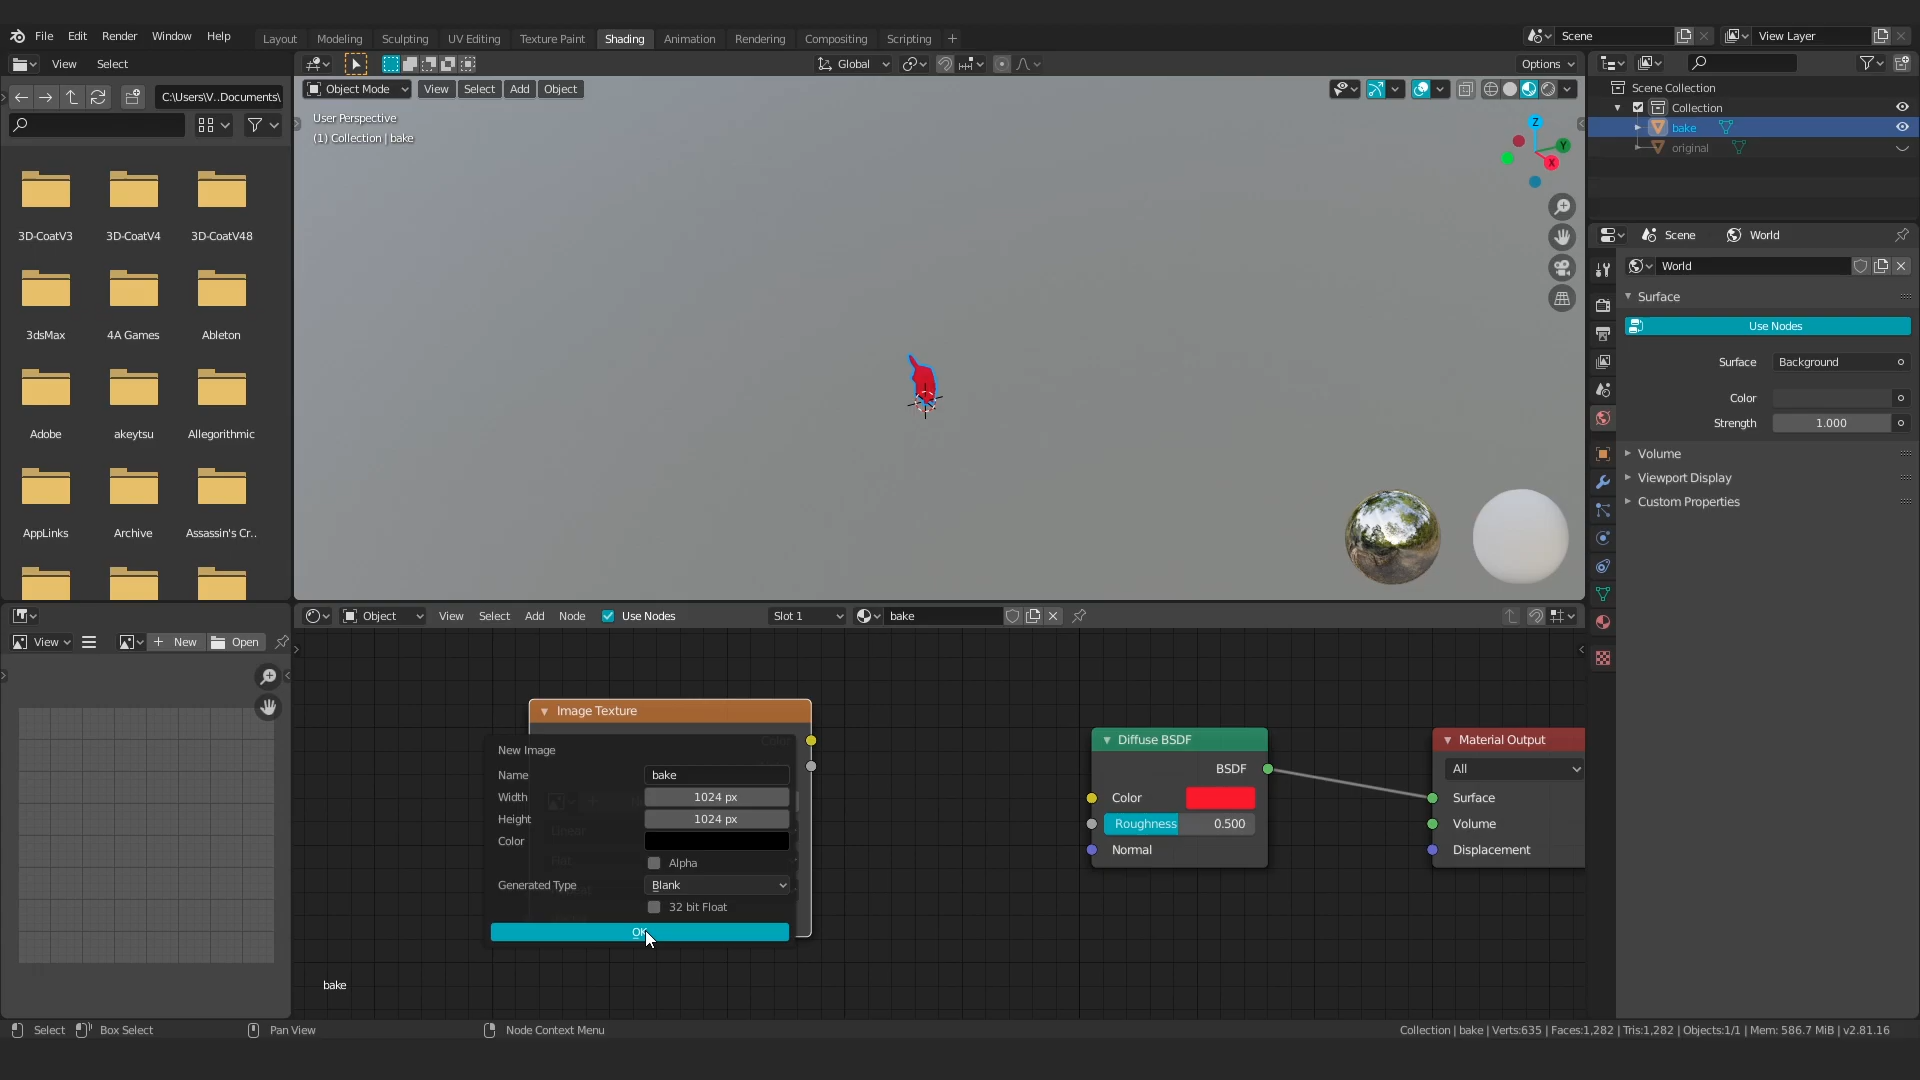 File Edit Render Window Help
Layout Modeling Sculpting UV Editing Texture Paint Shading Animation Rendering Compositing Scripting +
Scene
View Layer
View Select
Global
Options
C:\Users\V..Documents\
Object Mode View Select Add Object
User Perspective
(1) Collection | bake
Z
Y
X
3D-CoatV3 3D-CoatV4 3D-CoatV48
3dsMax 4A Games Ableton
Adobe akeytsu Allegorithmic
AppLinks Archive Assassin's Cr..
Scene Collection
Collection
bake
original
Scene World
World
Surface
Use Nodes
Surface Background
Color
Strength 1.000
Volume
Viewport Display
Custom Properties
Object View Select Add Node Use Nodes Slot 1 bake
View + New Open
Image Texture
Color
New Image
Name bake
Width 1024 px
Height 1024 px
Color
Alpha
Generated Type Blank
32 bit Float
OK
Linear
Diffuse BSDF
BSDF
Color
Roughness 0.500
Normal
Material Output
All
Surface
Volume
Displacement
bake
Select Box Select Pan View Node Context Menu
Collection | bake | Verts:635 | Faces:1,282 | Tris:1,282 | Objects:1/1 | Mem: 586.7 MiB | v2.81.16